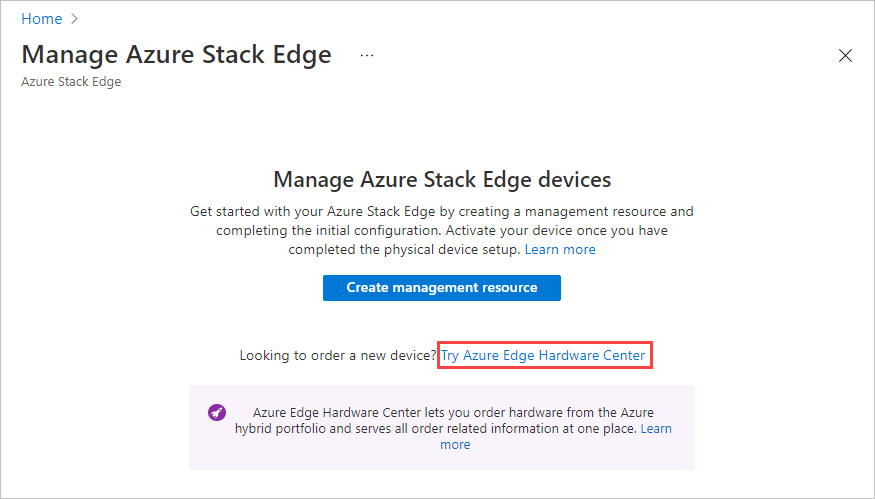 Home >
Manage Azure Stack Edge ...
Azure Stack Edge
Manage Azure Stack Edge devices
Get started with your Azure Stack Edge by creating a management resource and
completing the initial configuration. Activate your device once you have
completed the physical device setup. Learn more
Create management resource
Looking to order a new device? Try Azure Edge Hardware Center
Azure Edge Hardware Center lets you order hardware from the Azure
hybrid portfolio and serves all order related information at one place. Learn
more